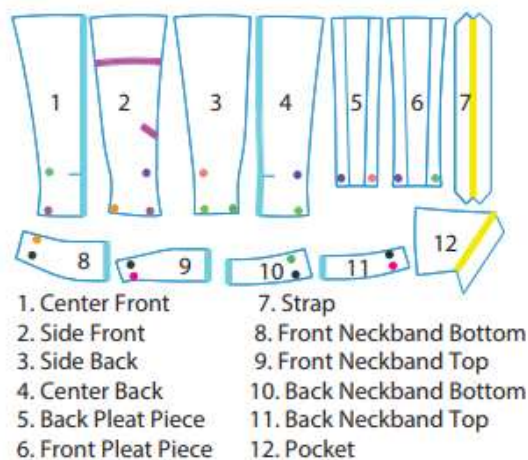 1
2
3
4
5
6
7
8
9
10
11
12
1. Center Front
2. Side Front
3. Side Back
4. Center Back
5. Back Pleat Piece
6. Front Pleat Piece
7. Strap
8. Front Neckband Bottom
9. Front Neckband Top
10. Back Neckband Bottom
11. Back Neckband Top
12. Pocket